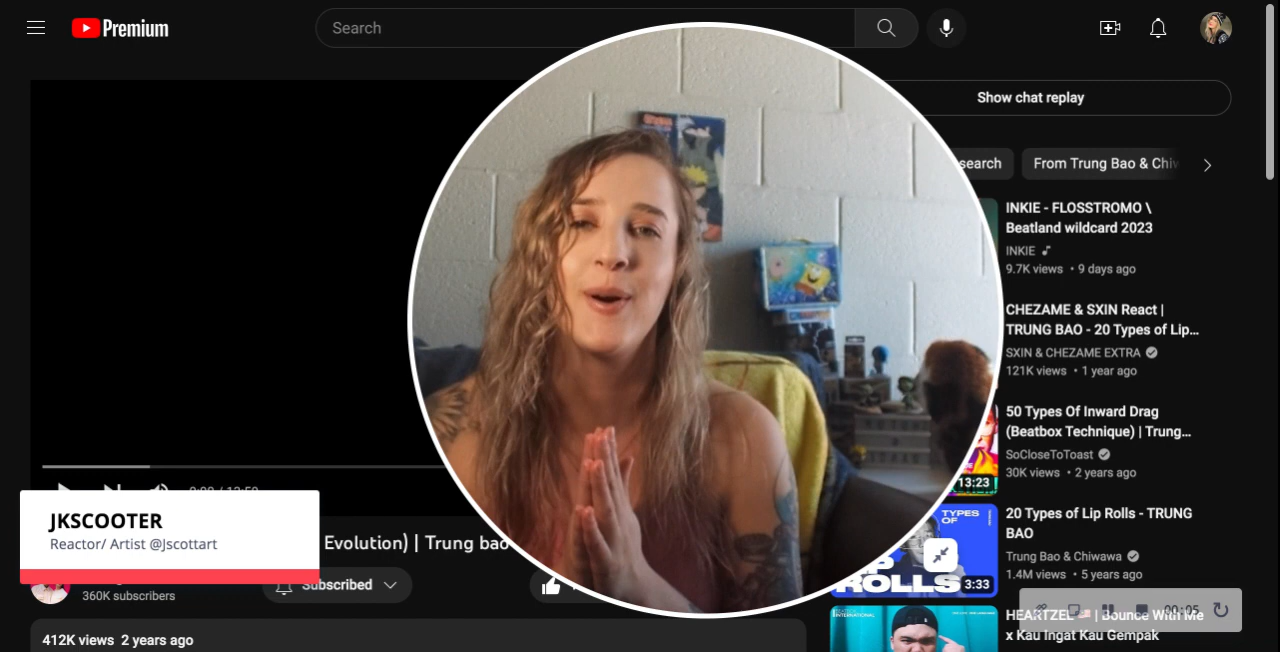 Premium
Search
Show chat replay
search
From Trung Bao & Chiv
INKIE - FLOSSTROMO \
Beatland wildcard 2023
INKIE
9.7K views • 9 days ago
CHEZAME & SXIN React |
TRUNG BAO - 20 Types of Lip...
SXIN & CHEZAME EXTRA
121K views • 1 year ago
50 Types Of Inward Drag
(Beatbox Technique) | Trung...
SoCloseToToast
30K views • 2 years ago
13:23
20 Types of Lip Rolls - TRUNG
BAO
Trung Bao & Chiwawa
1.4M views • 5 years ago
TYPES
OF
ROLLS
3:33
HEARTZEL | Bounce With Me
x Kau Ingat Kau Gempak
00:05
JKSCOOTER
Reactor/ Artist @Jscottart
Evolution) | Trung bao
360K subscribers
Subscribed
412K views 2 years ago